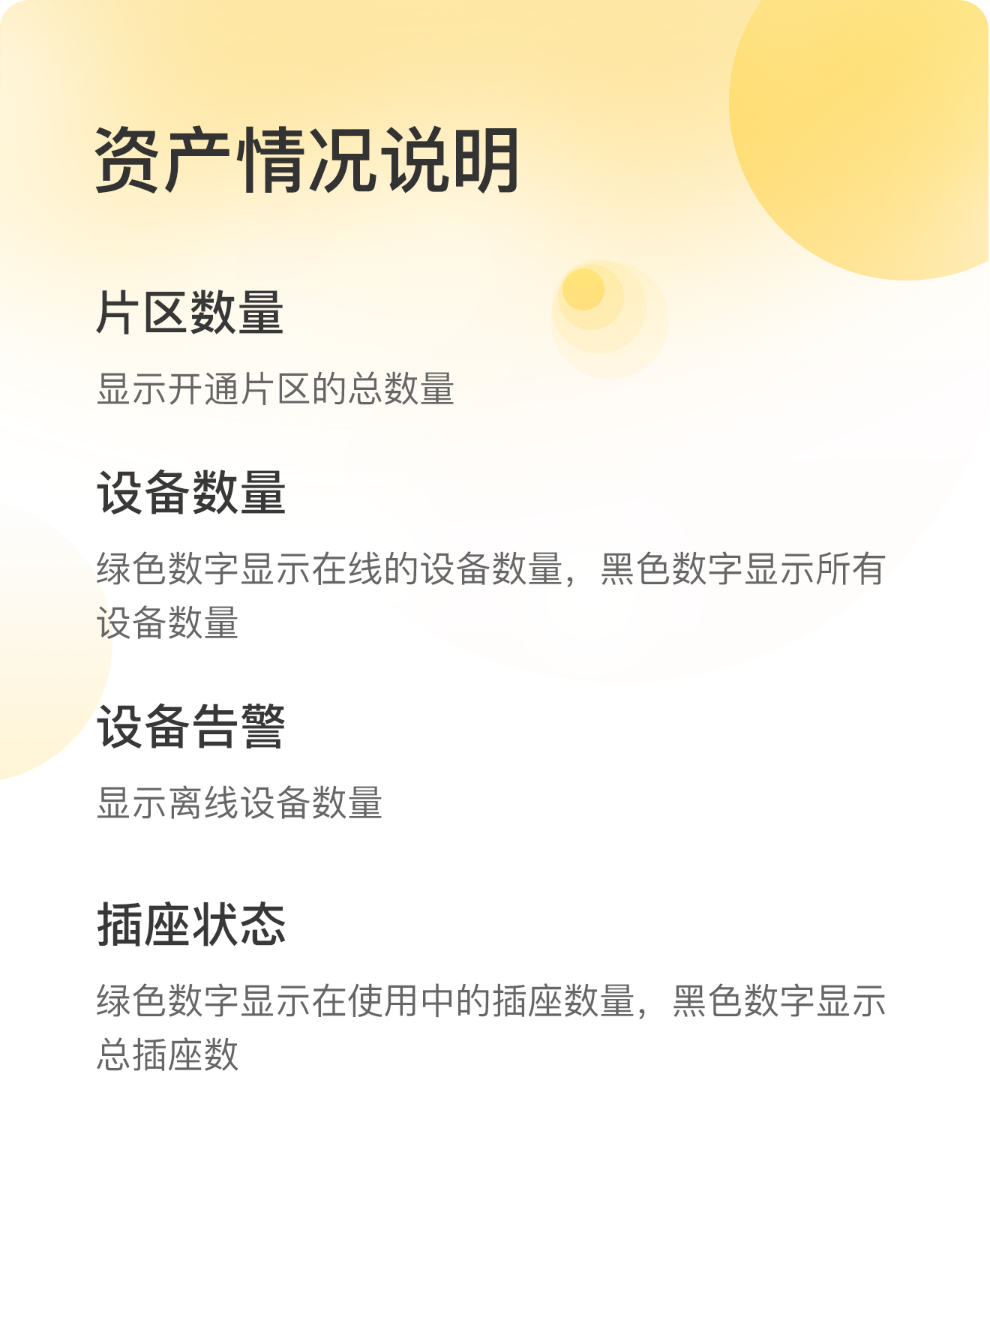 资产情况说明
片区数量
显示开通片区的总数量
设备数量
绿色数字显示在线的设备数量，黑色数字显示所有
设备数量
设备告警
显示离线设备数量
插座状态
绿色数字显示在使用中的插座数量，黑色数字显示
总插座数